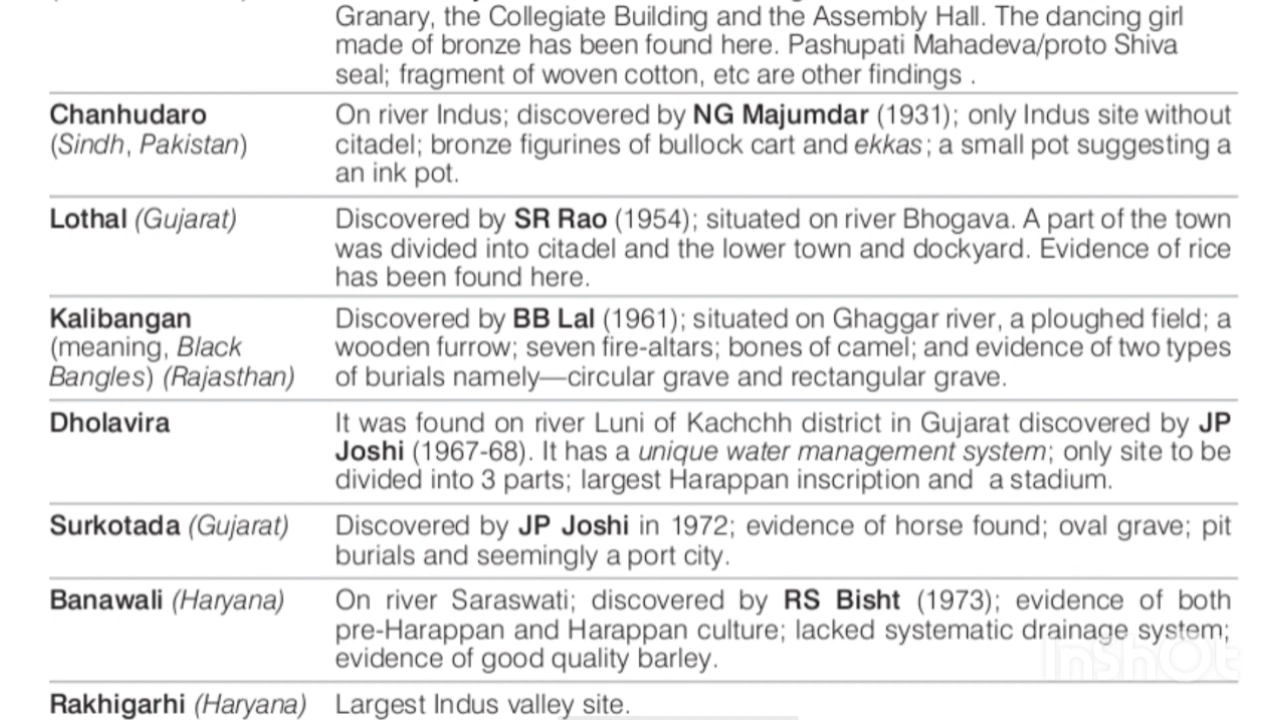 Granary, the Collegiate Building and the Assembly Hall. The dancing girl
made of bronze has been found here. Pashupati Mahadeva/proto Shiva
seal; fragment of woven cotton, etc are other findings .
Chanhudaro
(Sindh, Pakistan)
On river Indus; discovered by NG Majumdar (1931); only Indus site without
citadel; bronze figurines of bullock cart and ekkas; a small pot suggesting a
an ink pot.
Lothal (Gujarat)
Discovered by SR Rao (1954); situated on river Bhogava. A part of the town
was divided into citadel and the lower town and dockyard. Evidence of rice
has been found here.
Kalibangan
(meaning, Black
Bangles) (Rajasthan)
Discovered by BB Lal (1961); situated on Ghaggar river, a ploughed field; a
wooden furrow; seven fire-altars; bones of camel; and evidence of two types
of burials namely—circular grave and rectangular grave.
Dholavira
It was found on river Luni of Kachchh district in Gujarat discovered by JP
Joshi (1967-68). It has a unique water management system; only site to be
divided into 3 parts; largest Harappan inscription and a stadium.
Surkotada (Gujarat)
Discovered by JP Joshi in 1972; evidence of horse found; oval grave; pit
burials and seemingly a port city.
Banawali (Haryana)
On river Saraswati; discovered by RS Bisht (1973); evidence of both
pre-Harappan and Harappan culture; lacked systematic drainage system;
evidence of good quality barley.
InShOt
Rakhigarhi (Haryana)
Largest Indus valley site.